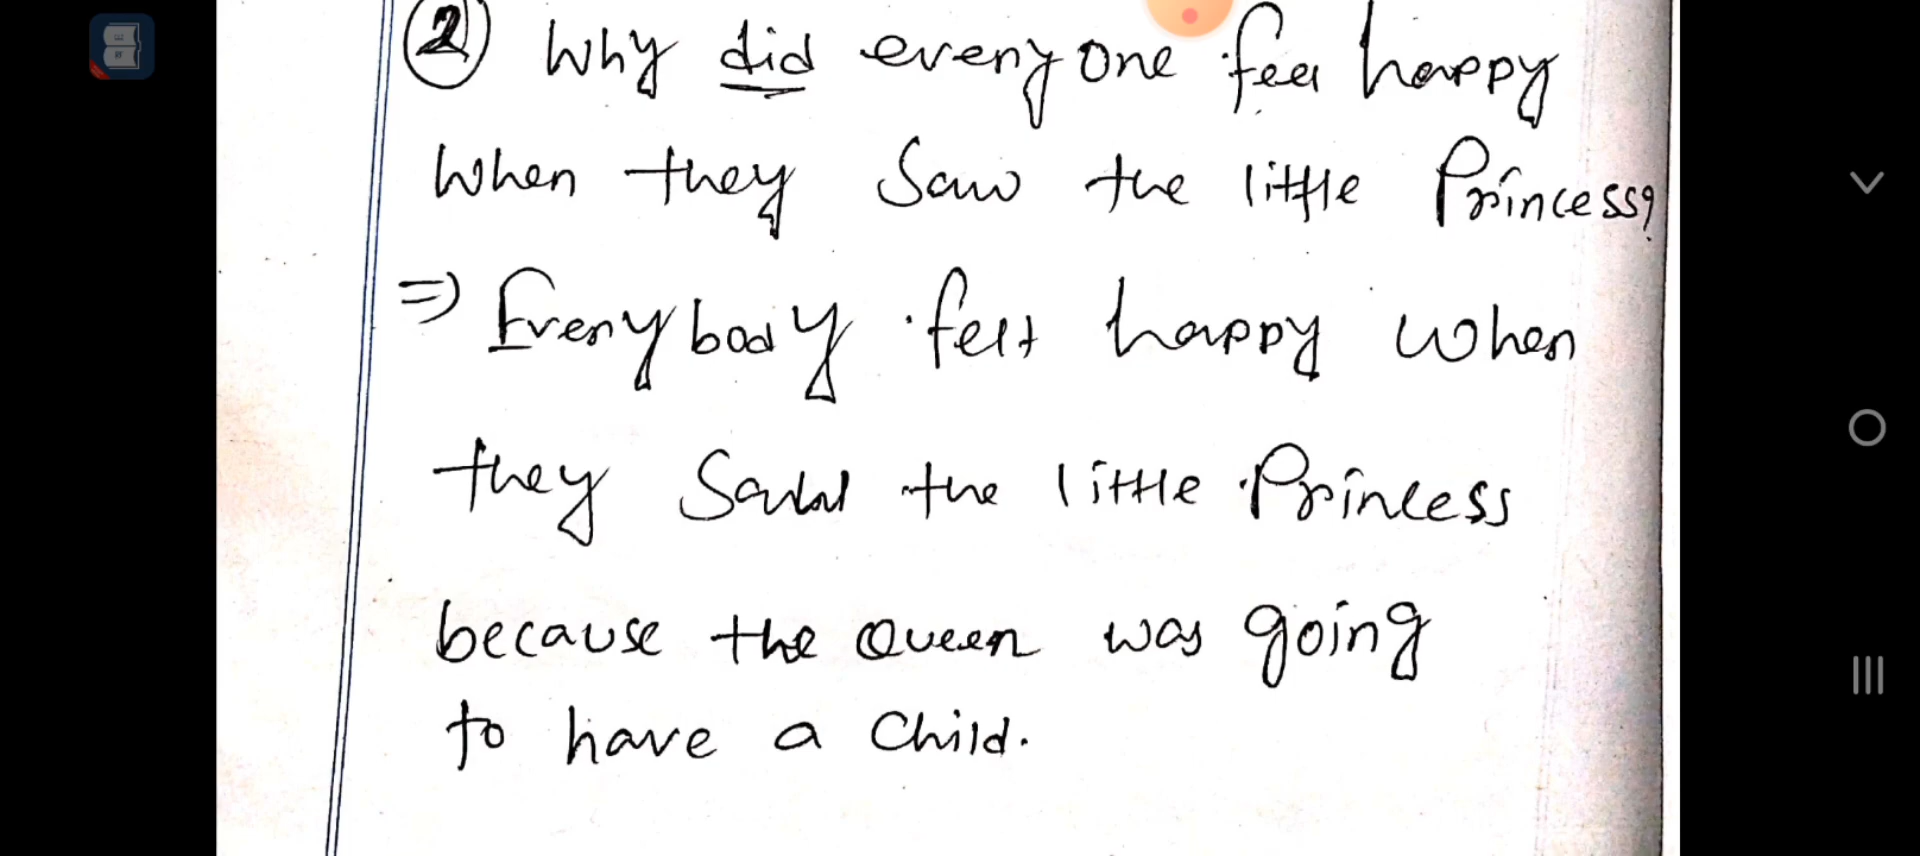 ② Why did everyone feel happy
When they Saw the little Princess?
⇒ Everybody felt happy when
they Saw the little Princess
because the Queen was going
to have a Child.